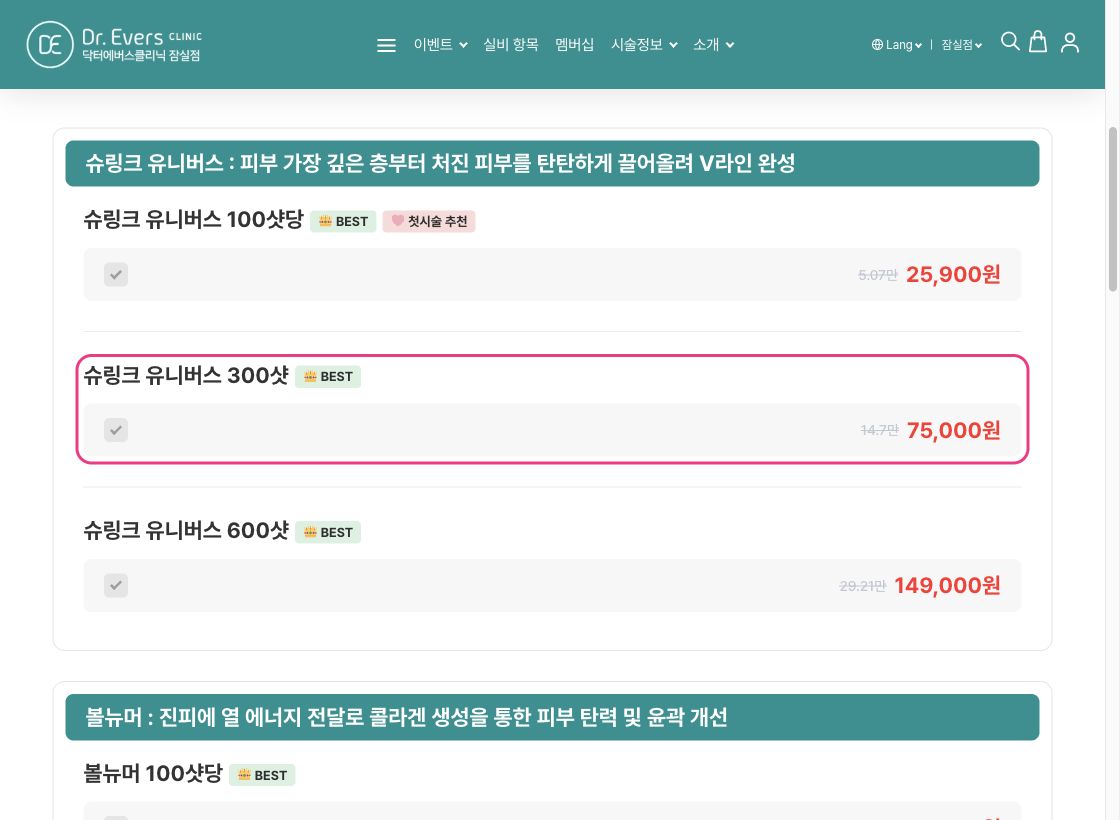 DE
Dr. Evers CLINIC
닥터에버스클리닉 잠실점
이벤트 실비 항목 멤버십 시술정보 소개
Lang | 잠실점
슈링크 유니버스 : 피부 가장 깊은 층부터 처진 피부를 탄탄하게 끌어올려 V라인 완성
슈링크 유니버스 100샷당 BEST 첫시술 추천
5.07만 25,900원
슈링크 유니버스 300샷 BEST
14.7만 75,000원
슈링크 유니버스 600샷 BEST
29.21만 149,000원
볼뉴머 : 진피에 열 에너지 전달로 콜라겐 생성을 통한 피부 탄력 및 윤곽 개선
볼뉴머 100샷당 BEST